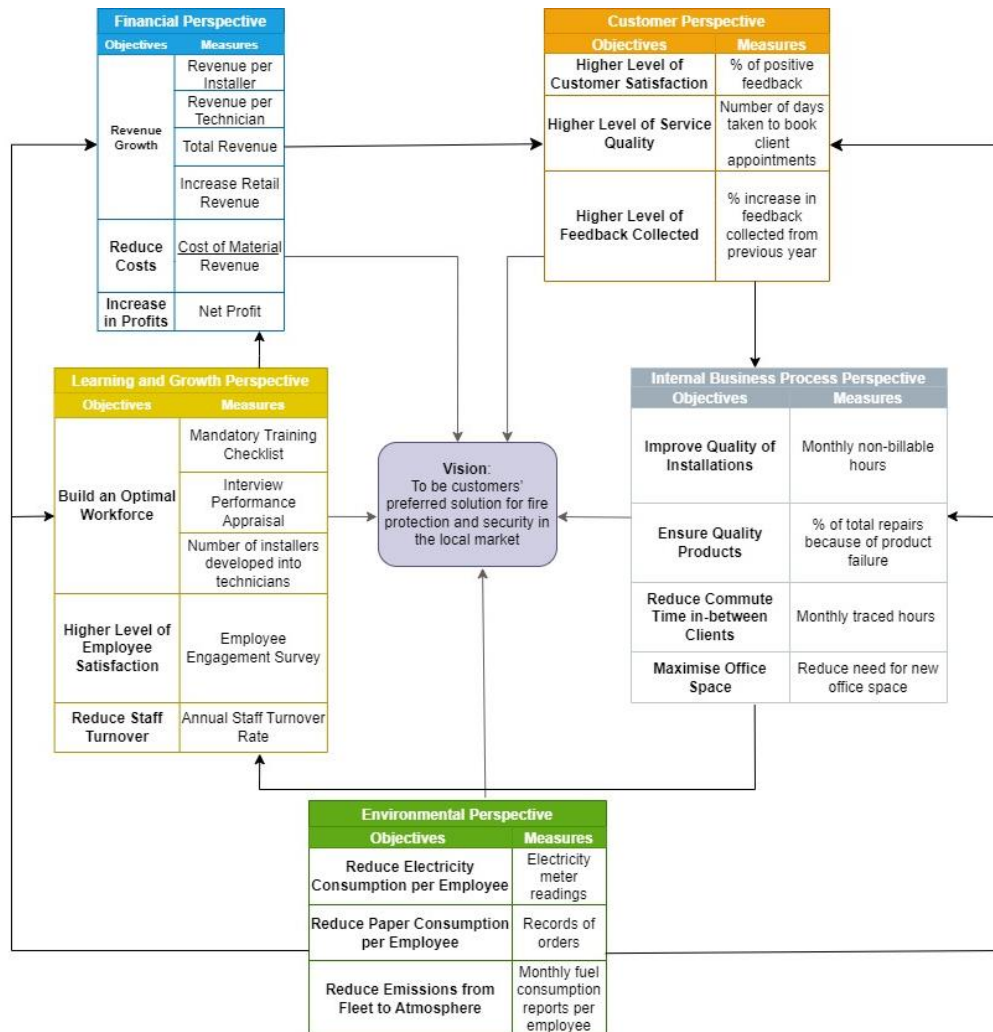 Financial Perspective
Objectives
Measures
Revenue Growth
Revenue per
Installer
Revenue per
Technician
Total Revenue
Increase Retail
Revenue
Reduce
Costs
Cost of Material
Revenue
Increase
in Profits
Net Profit
Customer Perspective
Objectives
Measures
Higher Level of
Customer Satisfaction
% of positive
feedback
Higher Level of Service
Quality
Number of days
taken to book
client
appointments
Higher Level of
Feedback Collected
% increase in
feedback
collected from
previous year
Learning and Growth Perspective
Objectives
Measures
Build an Optimal
Workforce
Mandatory Training
Checklist
Interview
Performance
Appraisal
Number of installers
developed into
technicians
Higher Level of
Employee
Satisfaction
Employee
Engagement Survey
Reduce Staff
Turnover
Annual Staff Turnover
Rate
Vision:
To be customers'
preferred solution for fire
protection and security in
the local market
Internal Business Process Perspective
Objectives
Measures
Improve Quality of
Installations
Monthly non-billable
hours
Ensure Quality
Products
% of total repairs
because of product
failure
Reduce Commute
Time in-between
Clients
Monthly traced hours
Maximise Office
Space
Reduce need for new
office space
Environmental Perspective
Objectives
Measures
Reduce Electricity
Consumption per Employee
Electricity
meter
readings
Reduce Paper Consumption
per Employee
Records of
orders
Reduce Emissions from
Fleet to Atmosphere
Monthly fuel
consumption
reports per
employee